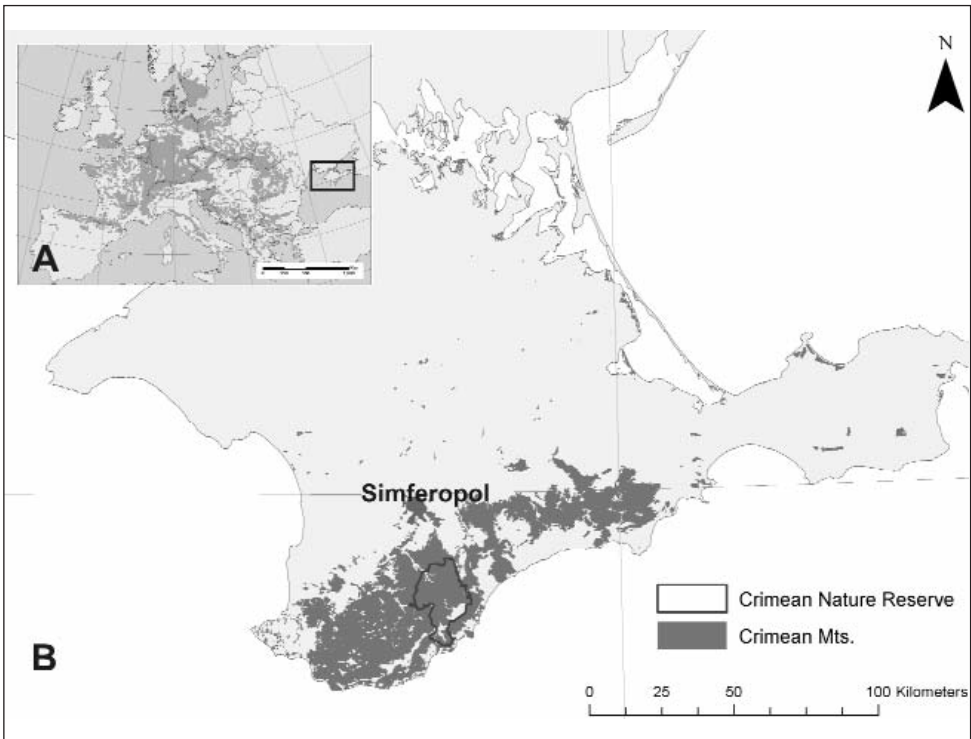 N
A
Simferopol
Crimean Nature Reserve
Crimean Mts.
B
0 25 50 100 Kilometers